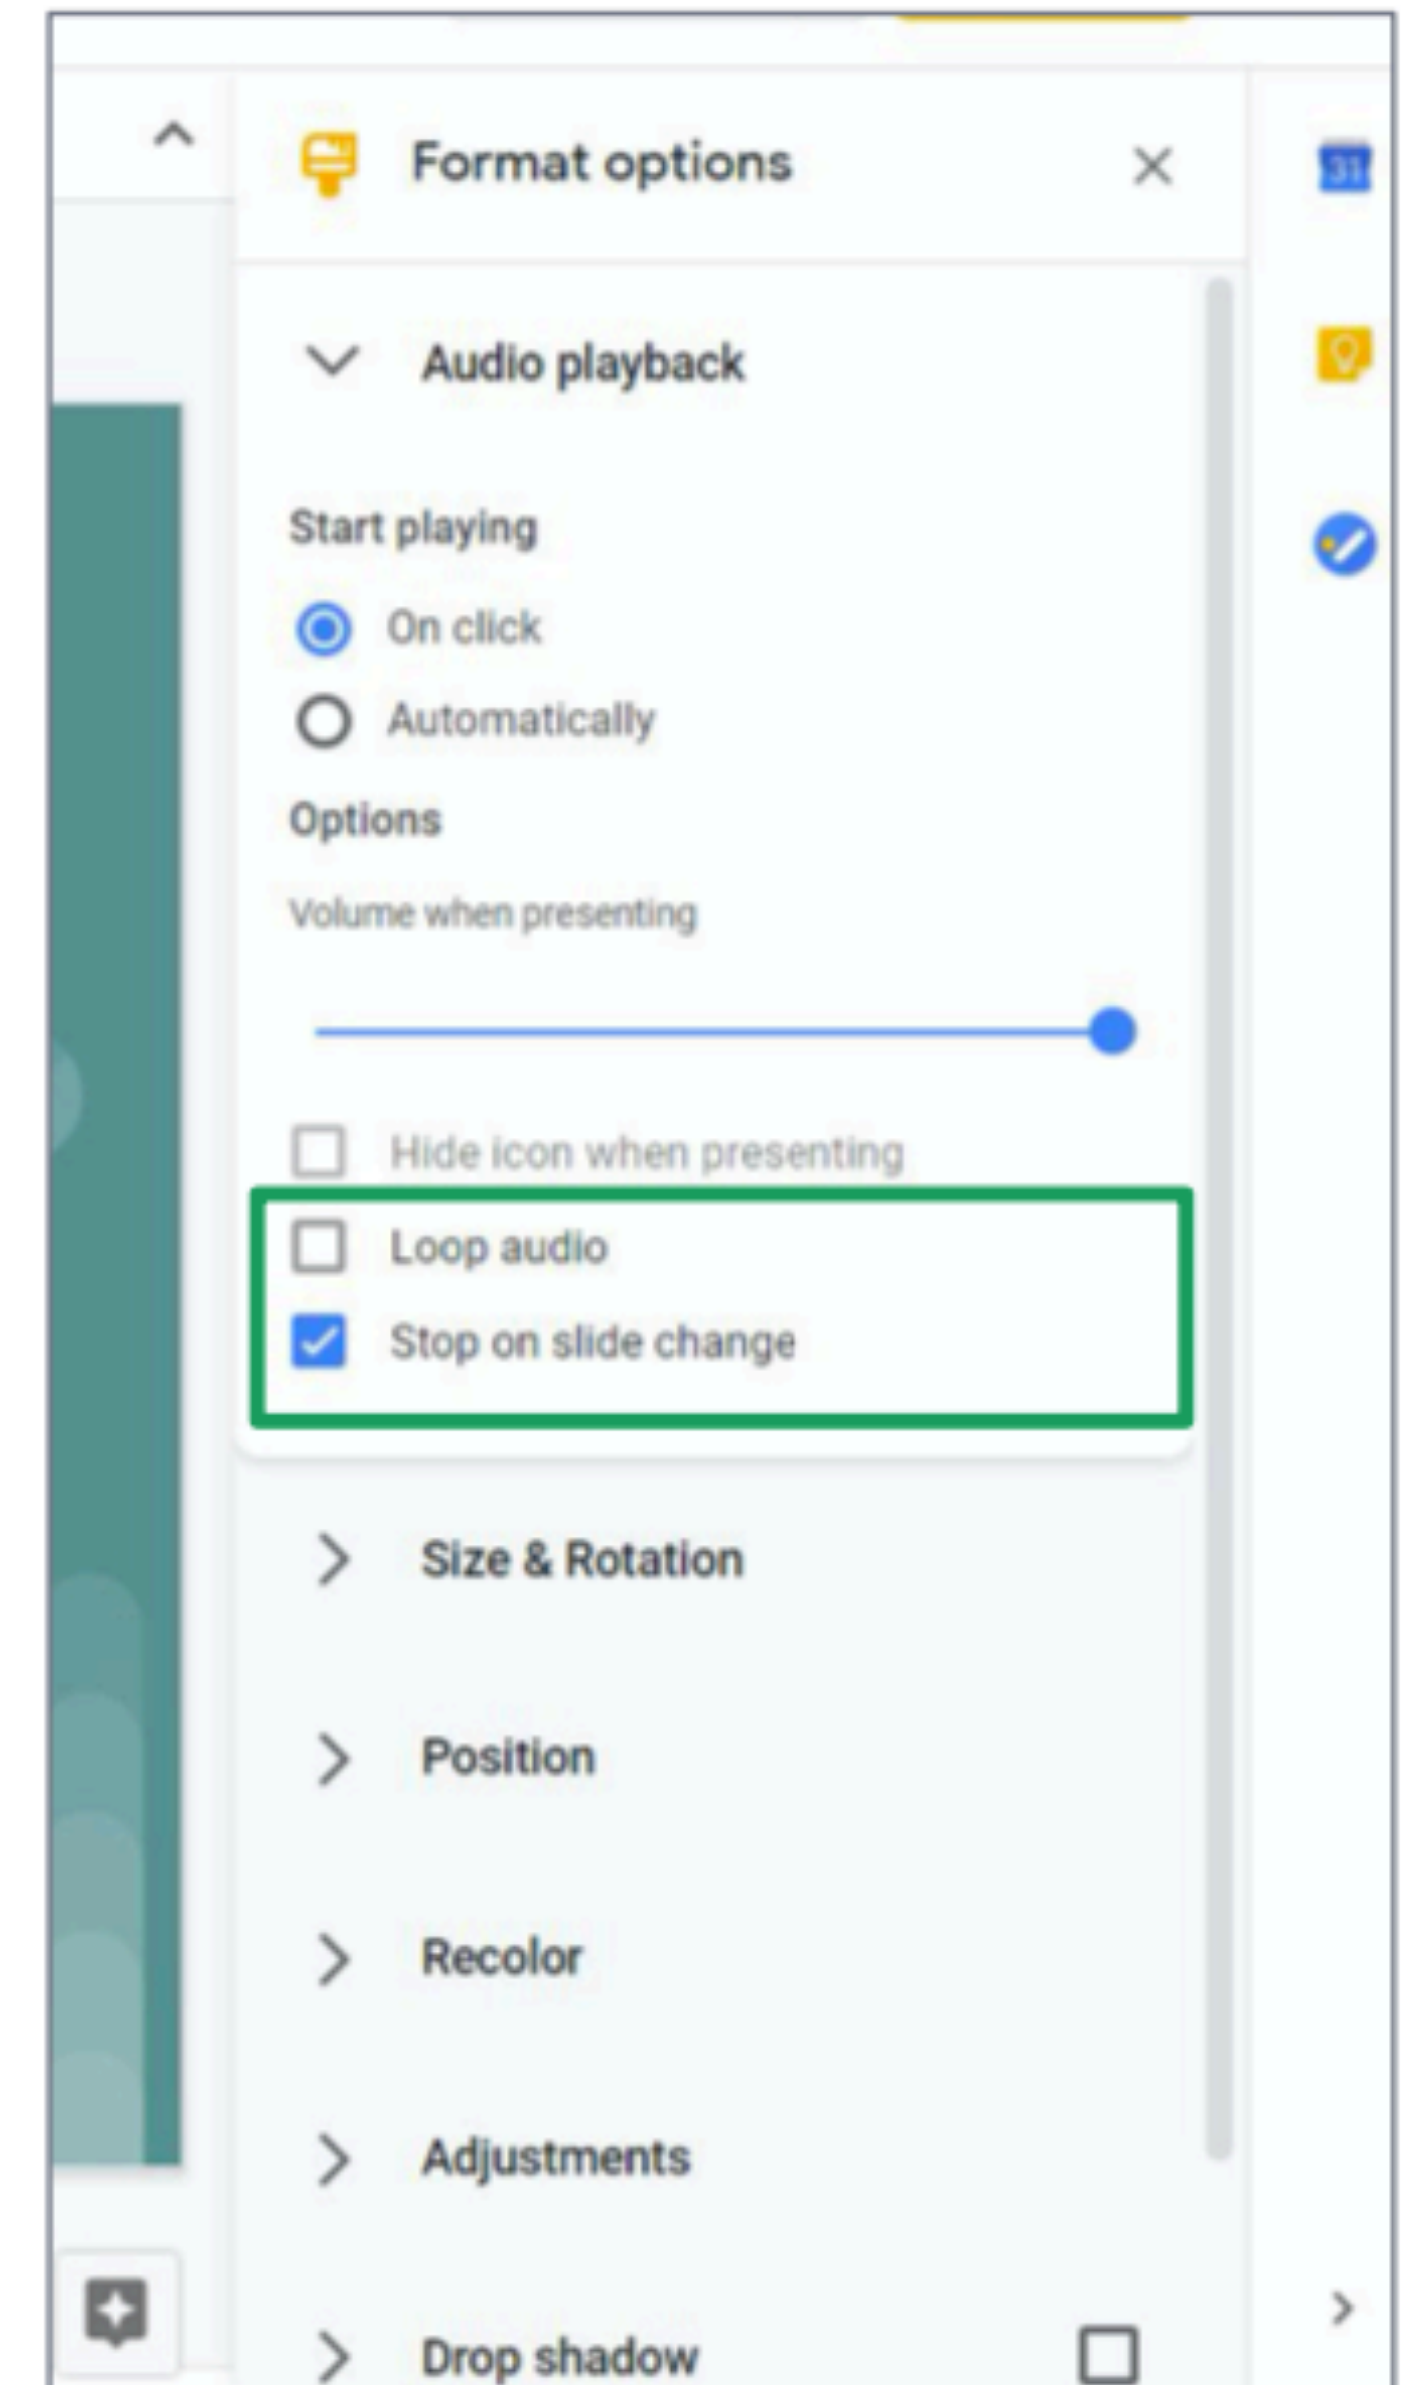 Format options
31
Audio playback
Start playing
On click
Automatically
Options
Volume when presenting
Hide icon when presenting
Loop audio
Stop on slide change
Size & Rotation
Position
Recolor
Adjustments
Drop shadow